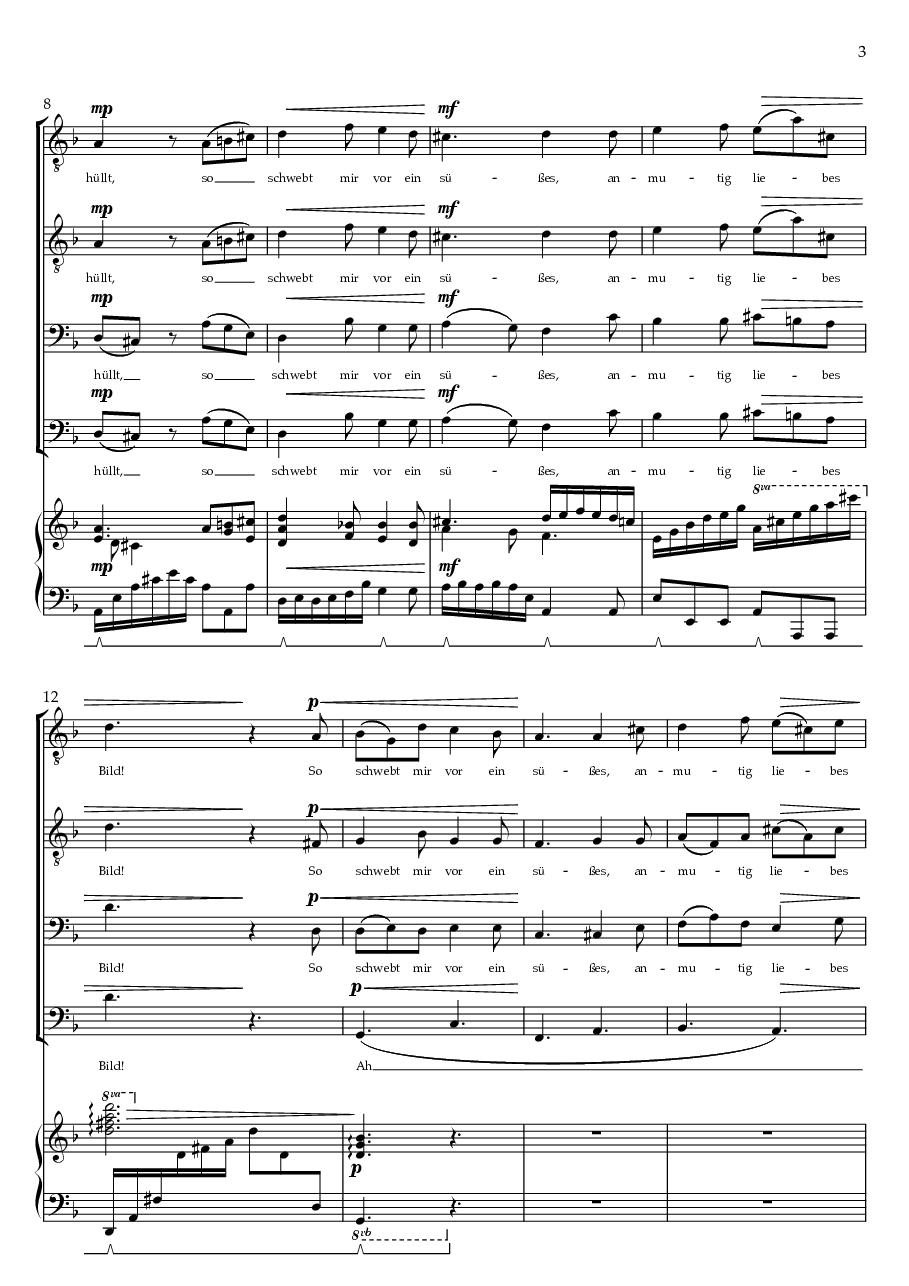 3
8
mp
hüllt, so schwebt mir vor ein sü - ßes, an - mu - tig lie - bes
mf
mp
hüllt, so schwebt mir vor ein sü - ßes, an - mu - tig lie - bes
mf
mp
hüllt, so schwebt mir vor ein sü - ßes, an - mu - tig lie - bes
mf
mp
hüllt, so schwebt mir vor ein sü - ßes, an - mu - tig lie - bes
mf
8va
mp mf
12
p
Bild! So schwebt mir vor ein sü - ßes, an - mu - tig lie - bes
p
Bild! So schwebt mir vor ein sü - ßes, an - mu - tig lie - bes
p
Bild! So schwebt mir vor ein sü - ßes, an - mu - tig lie - bes
p
Bild! Ah
8va
p
8vb